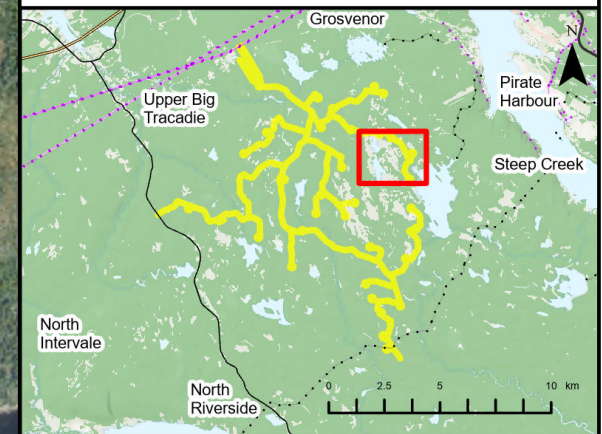 Grosvenor
N
Pirate
Harbour
Upper Big
Tracadie
Steep Creek
North
Intervale
North
Riverside
0 2.5 5 10 km